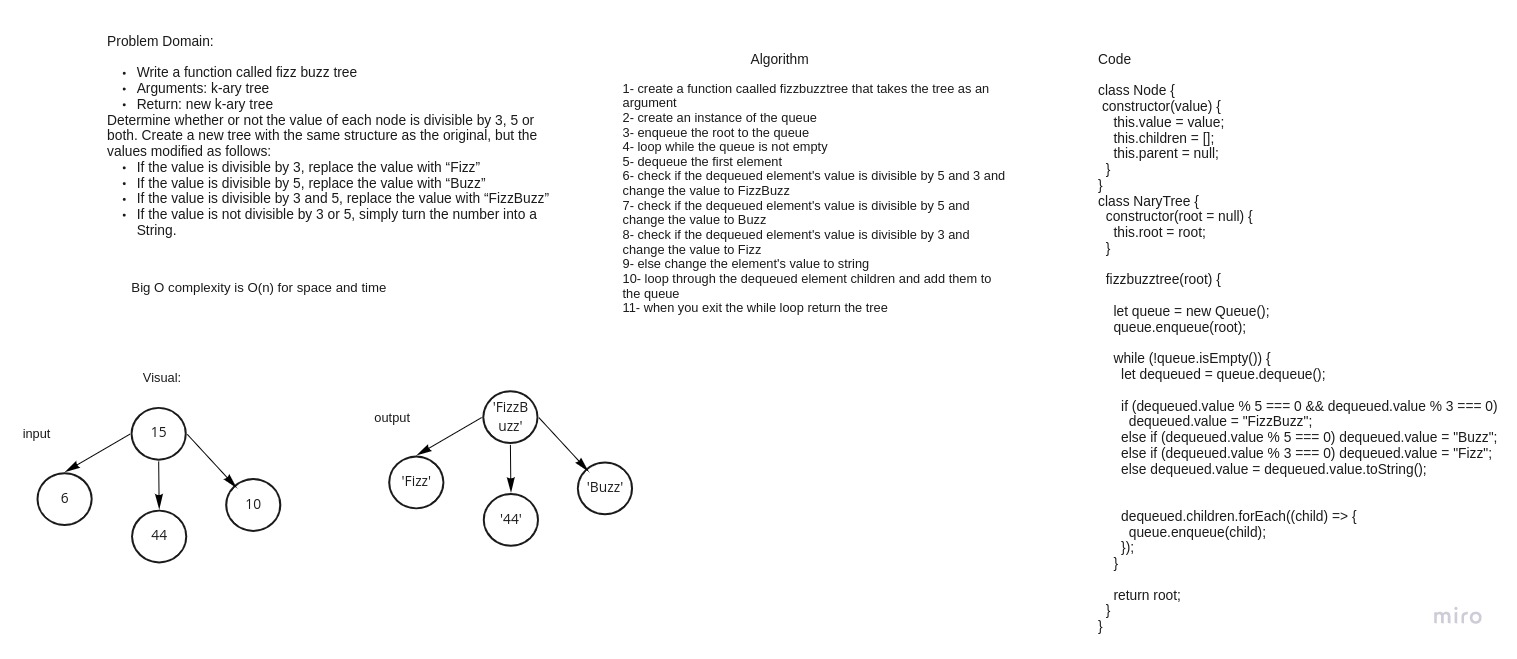 Problem Domain:
• Write a function called fizz buzz tree
• Arguments: k-ary tree
• Return: new k-ary tree
Determine whether or not the value of each node is divisible by 3, 5 or
both. Create a new tree with the same structure as the original, but the
values modified as follows:
• If the value is divisible by 3, replace the value with “Fizz”
• If the value is divisible by 5, replace the value with “Buzz”
• If the value is divisible by 3 and 5, replace the value with “FizzBuzz”
• If the value is not divisible by 3 or 5, simply turn the number into a
String.
Big O complexity is O(n) for space and time
Visual:
input
15
6
44
10
output
'FizzB
uzz'
'Fizz'
'44'
'Buzz'
Algorithm
1- create a function caalled fizzbuzztree that takes the tree as an
argument
2- create an instance of the queue
3- enqueue the root to the queue
4- loop while the queue is not empty
5- dequeue the first element
6- check if the dequeued element's value is divisible by 5 and 3 and
change the value to FizzBuzz
7- check if the dequeued element's value is divisible by 5 and
change the value to Buzz
8- check if the dequeued element's value is divisible by 3 and
change the value to Fizz
9- else change the element's value to string
10- loop through the dequeued element children and add them to
the queue
11- when you exit the while loop return the tree
Code
class Node {
constructor(value) {
this.value = value;
this.children = [];
this.parent = null;
}
}
class NaryTree {
constructor(root = null) {
this.root = root;
}
fizzbuzztree(root) {
let queue = new Queue();
queue.enqueue(root);
while (!queue.isEmpty()) {
let dequeued = queue.dequeue();
if (dequeued.value % 5 === 0 && dequeued.value % 3 === 0)
dequeued.value = "FizzBuzz";
else if (dequeued.value % 5 === 0) dequeued.value = "Buzz";
else if (dequeued.value % 3 === 0) dequeued.value = "Fizz";
else dequeued.value = dequeued.value.toString();
dequeued.children.forEach((child) => {
queue.enqueue(child);
});
}
return root;
}
}
miro